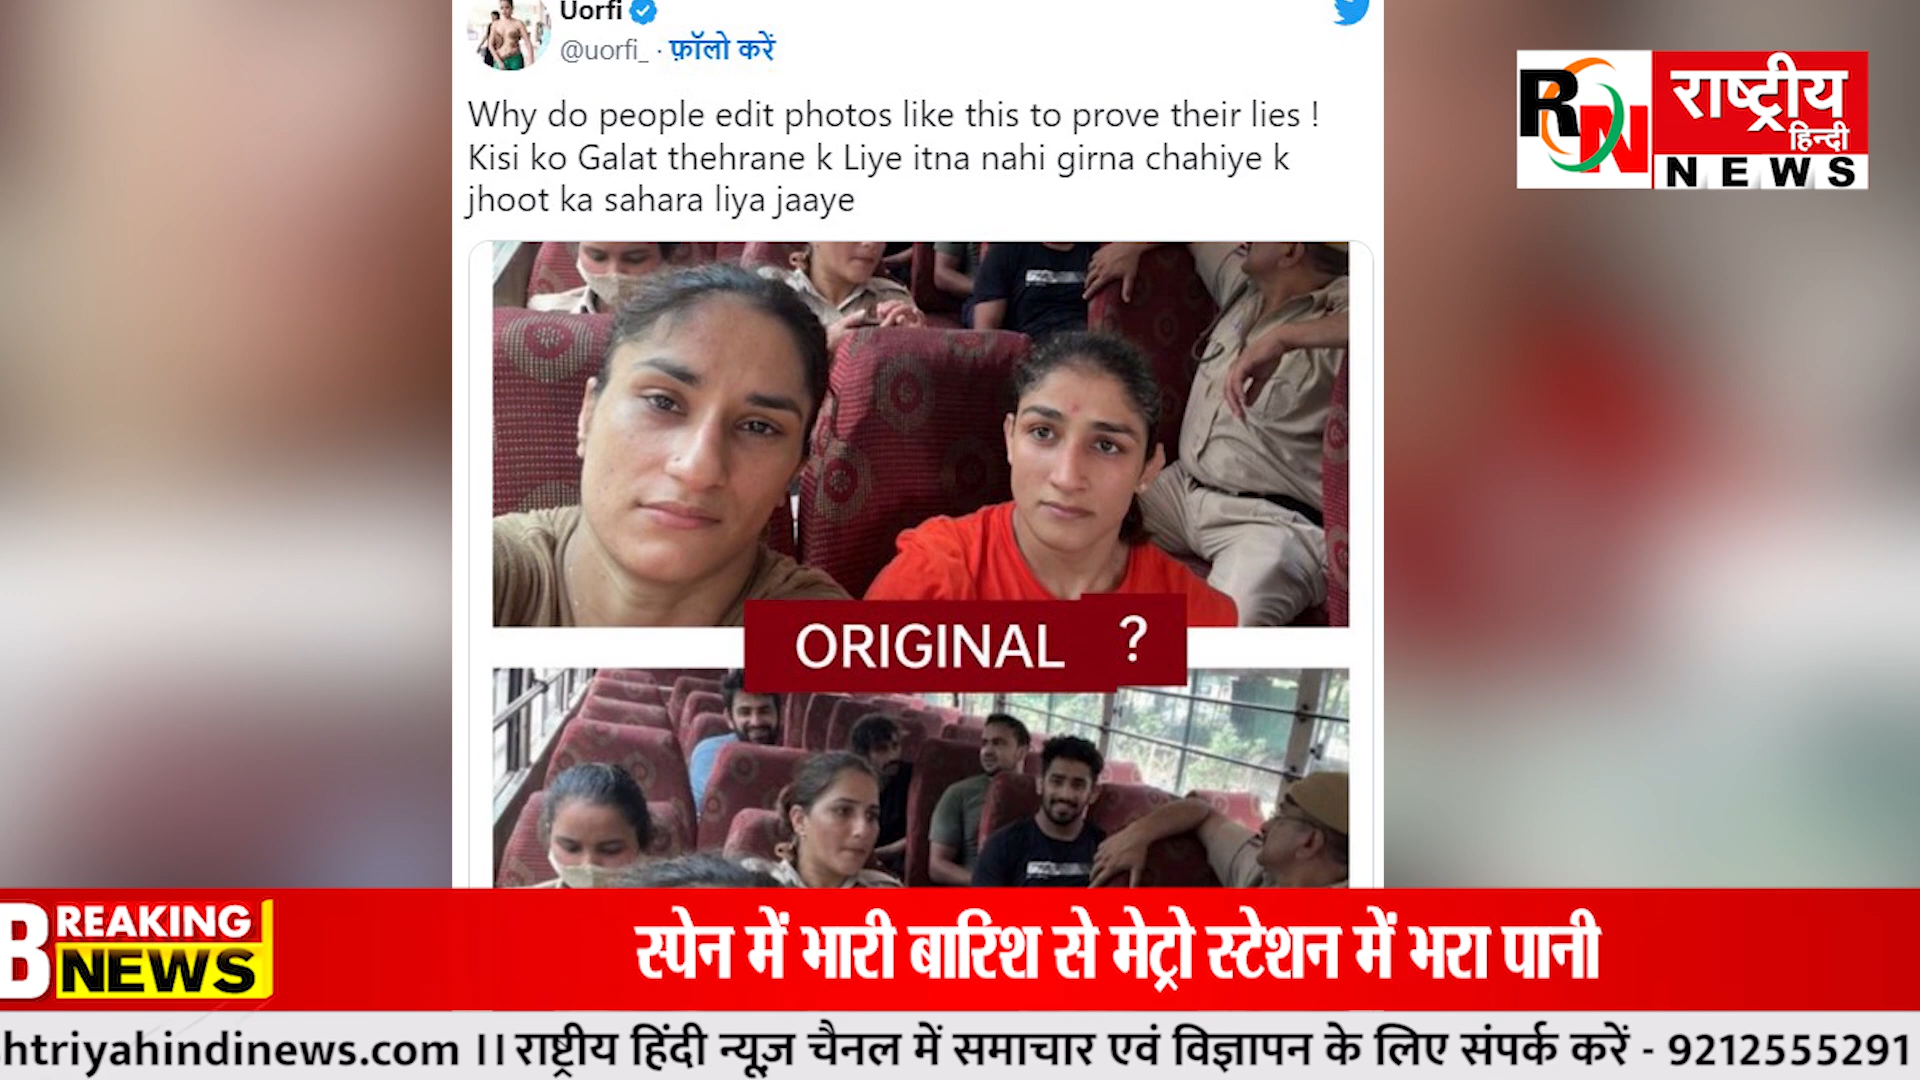 Uorfi
@uorfi_ · फ़ॉलो करें
Why do people edit photos like this to prove their lies !
Kisi ko Galat thehrane k Liye itna nahi girna chahiye k
jhoot ka sahara liya jaaye
RN राष्ट्रीय
हिन्दी
NEWS
ORIGINAL ?
BREAKING
NEWS
स्पेन में भारी बारिश से मेट्रो स्टेशन में भरा पानी
htriyahindinews.com ।। राष्ट्रीय हिंदी न्यूज़ चैनल में समाचार एवं विज्ञापन के लिए संपर्क करें - 9212555291